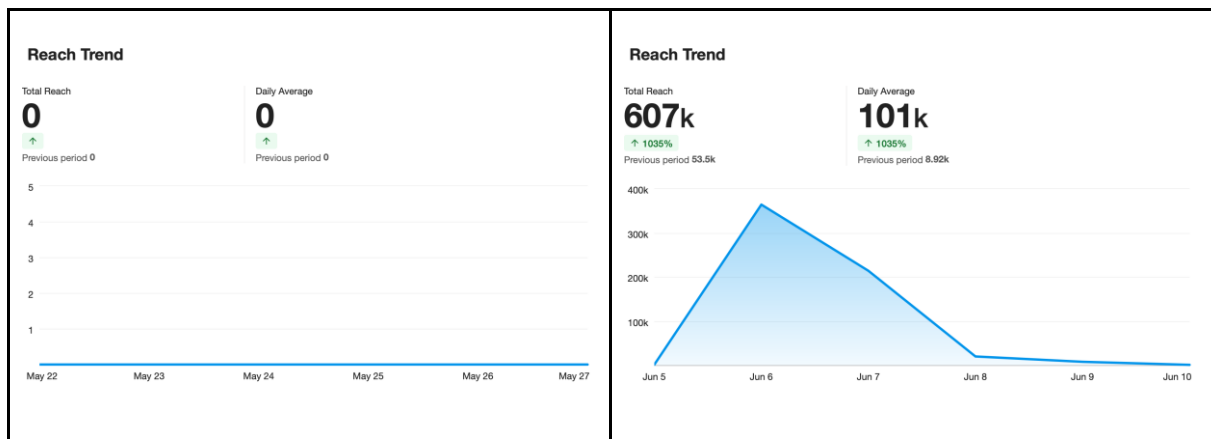 Reach Trend
Total Reach
Daily Average
0
0
↑
↑
Previous period 0
Previous period 0
5
4
3
2
1
May 22
May 23
May 24
May 25
May 26
May 27
Reach Trend
Total Reach
Daily Average
607k
101k
↑ 1035%
↑ 1035%
Previous period 53.5k
Previous period 8.92k
400k
300k
200k
100k
Jun 5
Jun 6
Jun 7
Jun 8
Jun 9
Jun 10